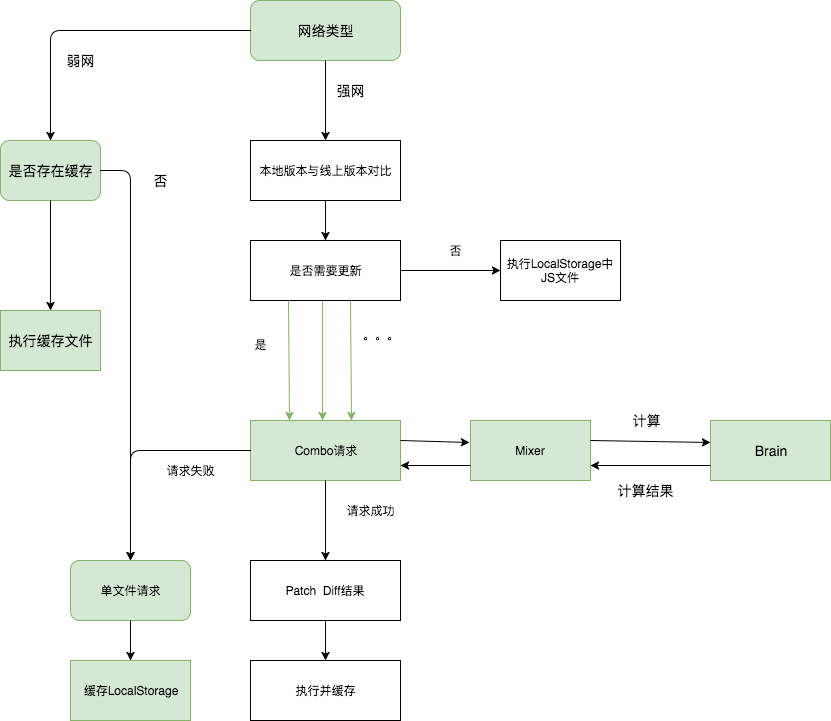 网络类型
弱网
强网
是否存在缓存
否
本地版本与线上版本对比
是否需要更新
否
执行LocalStorage中
JS文件
执行缓存文件
是
。。。
Combo请求
Mixer
计算
计算结果
Brain
请求失败
请求成功
单文件请求
Patch Diff结果
缓存LocalStorage
执行并缓存